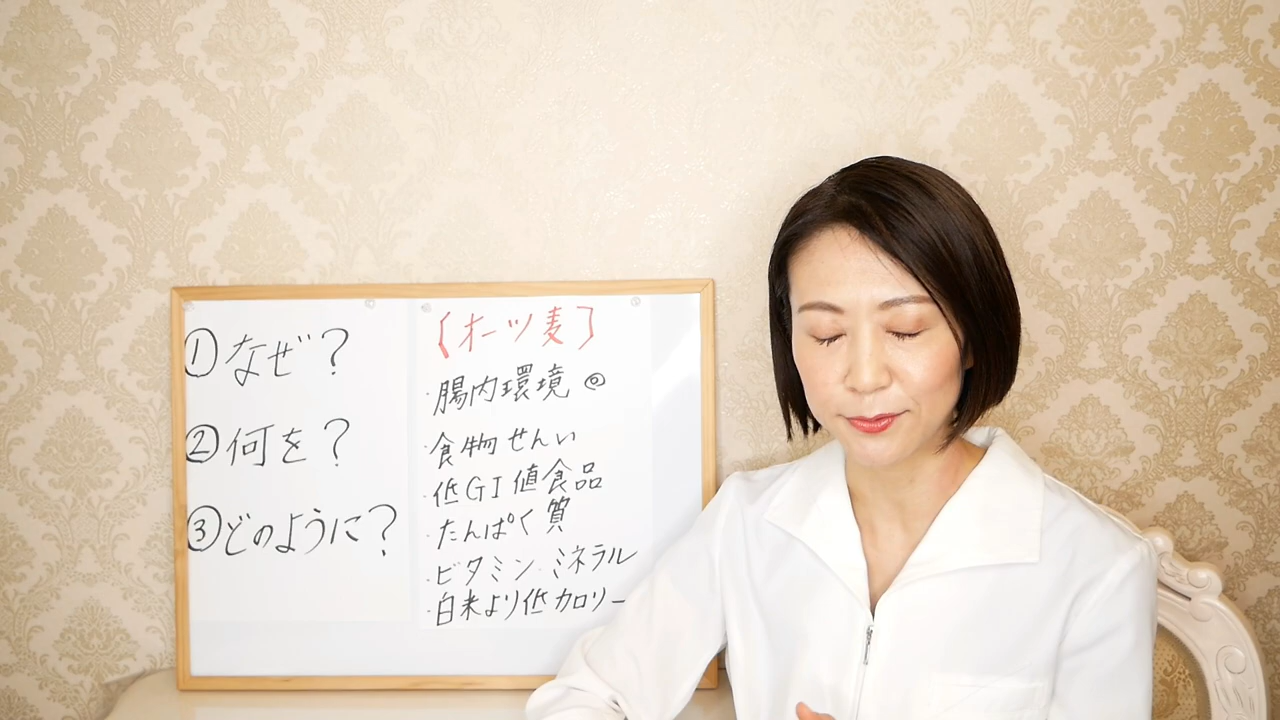 ①なぜ?
②何を?
③どのように?
【オーツ麦】
・腸内環境◎
・食物せんい
・低GI値食品
・たんぱく質
・ビタミン・ミネラル
・白米より低カロリー